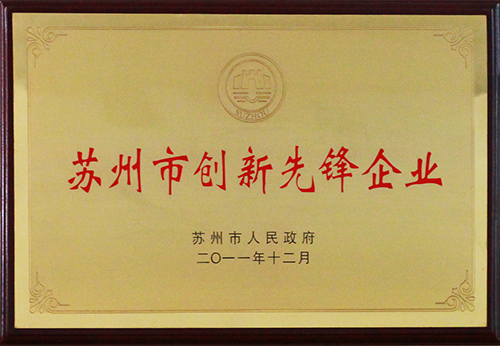 SUZHOU
苏州市创新先锋企业
苏州市人民政府
二〇一一年十二月